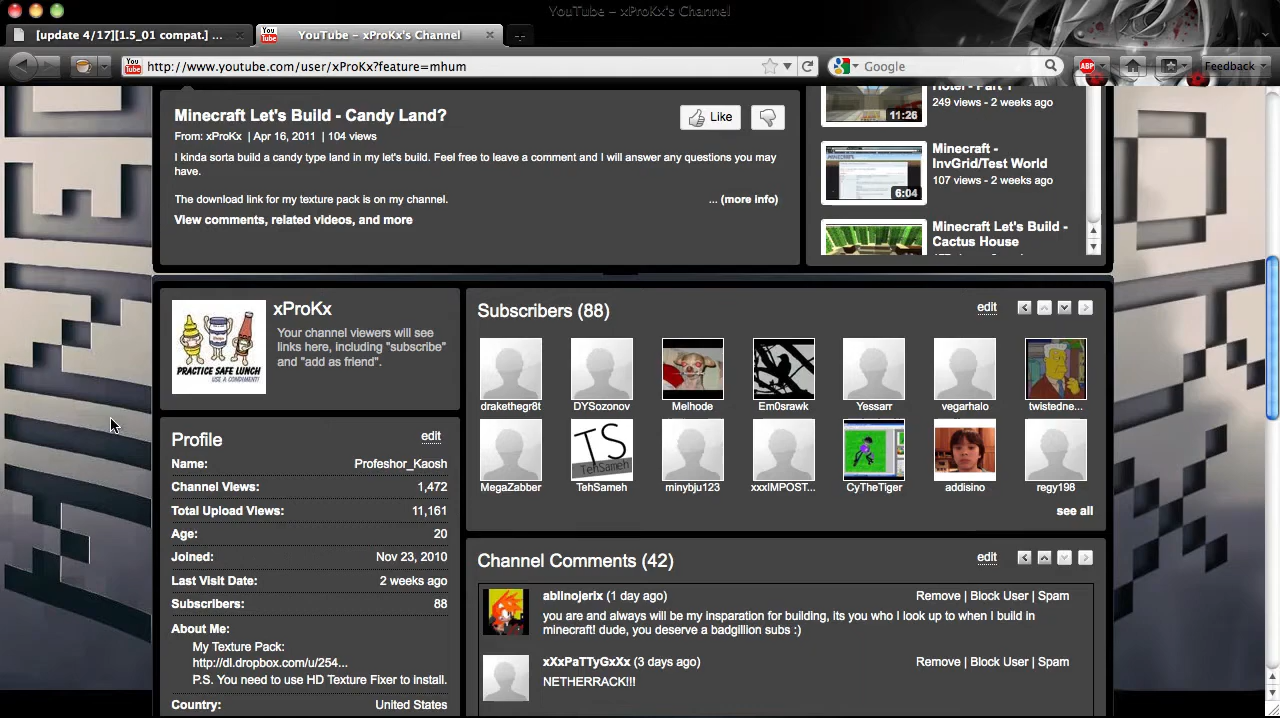 YouTube - xProKx's Channel
[update 4/17][1.5_01 compat.] ...
YouTube - xProKx's Channel
http://www.youtube.com/user/xProKx?feature=mhum
Google
ABP
Feedback
Minecraft Let's Build - Candy Land?
Like
From: xProKx | Apr 16, 2011 | 104 views
I kinda sorta build a candy type land in my let's build. Feel free to leave a comment and I will answer any questions you may
have.
The download link for my texture pack is on my channel.
... (more info)
View comments, related videos, and more
Hotel - Part 1
249 views - 2 weeks ago
11:26
Minecraft -
InvGrid/Test World
107 views - 2 weeks ago
6:04
Minecraft Let's Build -
Cactus House
PRACTICE SAFE LUNCH
USE A CONDIMENT!
xProKx
Your channel viewers will see
links here, including "subscribe"
and "add as friend".
Profile
edit
Name: Profeshor_Kaosh
Channel Views: 1,472
Total Upload Views: 11,161
Age: 20
Joined: Nov 23, 2010
Last Visit Date: 2 weeks ago
Subscribers: 88
About Me:
My Texture Pack:
http://dl.dropbox.com/u/254...
P.S. You need to use HD Texture Fixer to install.
Country: United States
Subscribers (88)
edit
drakethegr8t DYSozonov Melhode Em0srawk Yessarr vegarhalo twistedne...
TS
TehSameh
MegaZabber TehSameh minybju123 xxxIMPOST... CyTheTiger addisino regy198
see all
Channel Comments (42)
edit
ablinojerix (1 day ago)
Remove | Block User | Spam
you are and always will be my insparation for building, its you who I look up to when I build in
minecraft! dude, you deserve a badgillion subs :)
xXxPaTTyGxXx (3 days ago)
Remove | Block User | Spam
NETHERRACK!!!